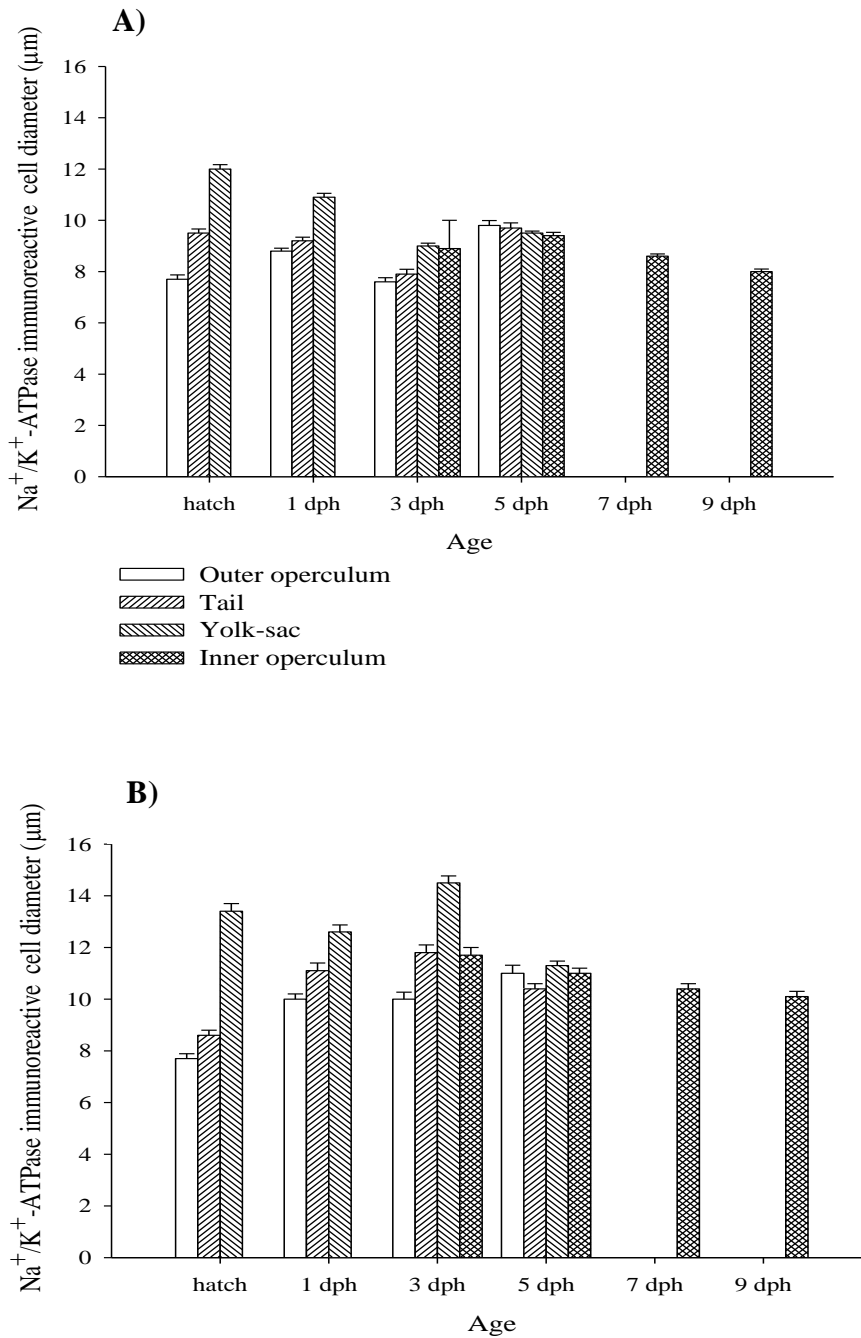 A)
Na+/K+-ATPase immunoreactive cell diameter (μm)
16
14
12
10
8
6
4
2
0
hatch 1 dph 3 dph 5 dph 7 dph 9 dph
Age
Outer operculum
Tail
Yolk-sac
Inner operculum
B)
Na+/K+-ATPase immunoreactive cell diameter (μm)
16
14
12
10
8
6
4
2
0
hatch 1 dph 3 dph 5 dph 7 dph 9 dph
Age